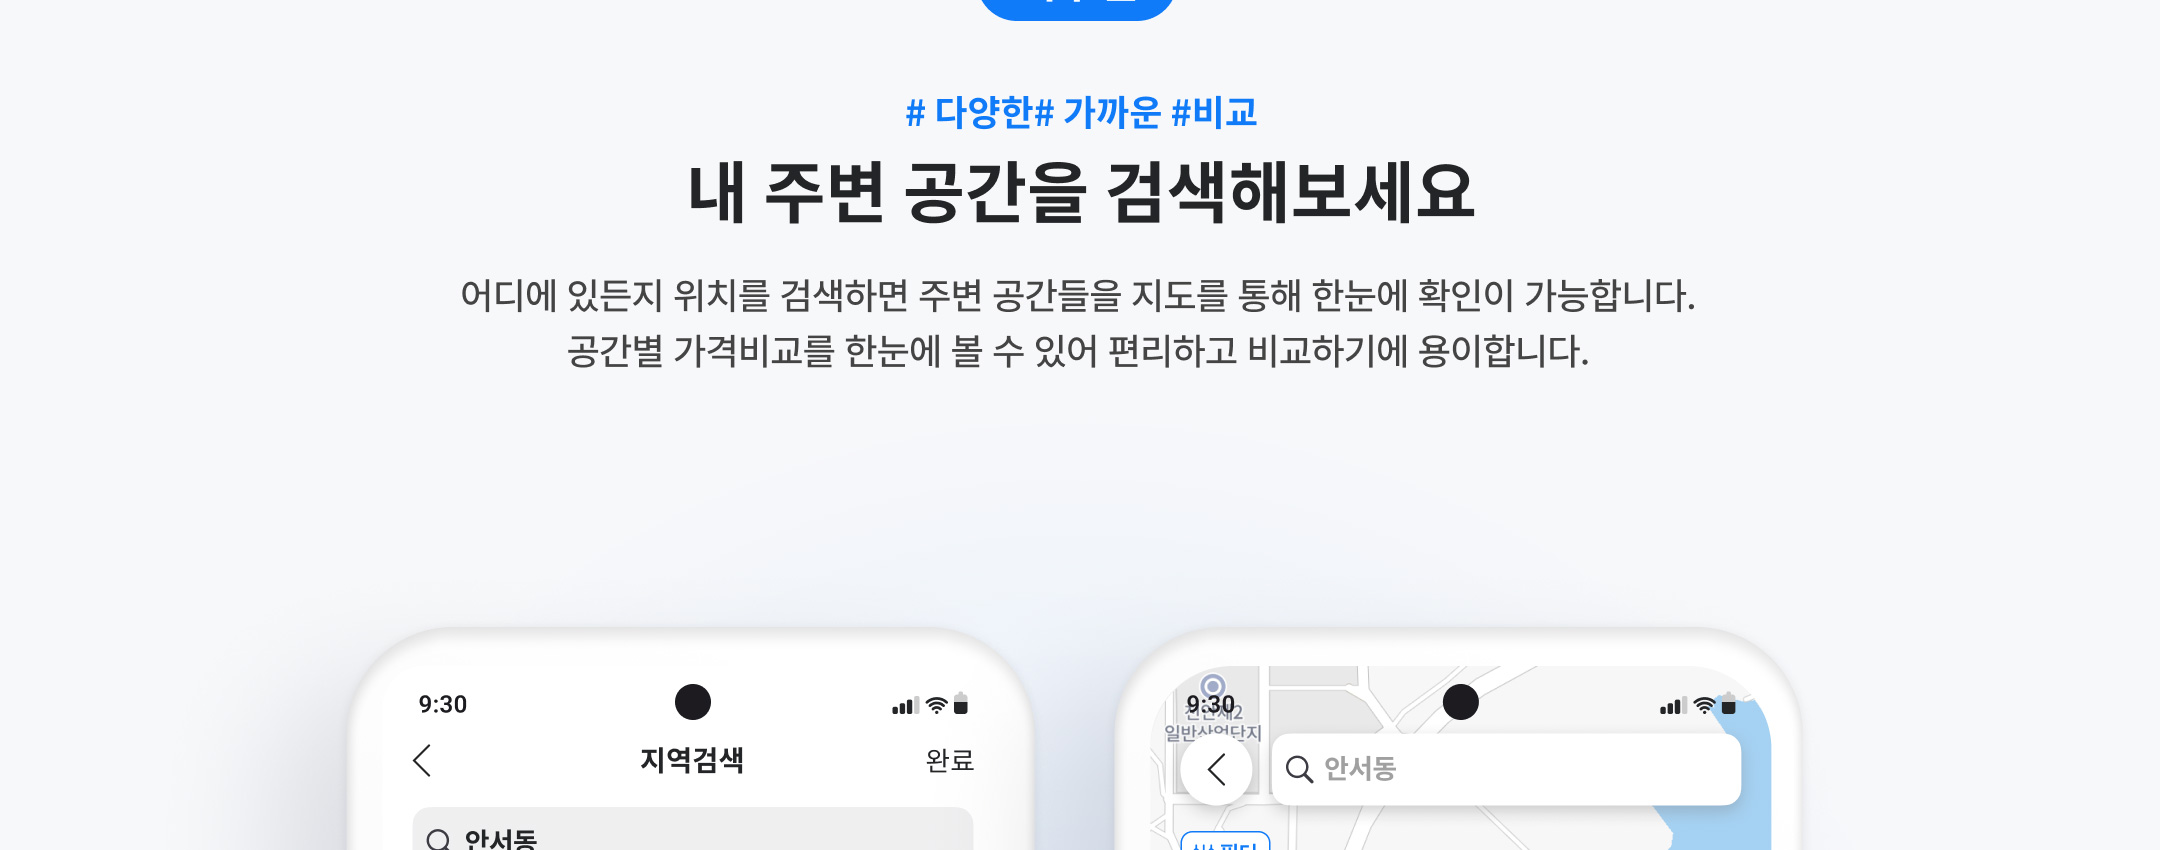 # 다양한# 가까운 #비교
내 주변 공간을 검색해보세요
어디에 있든지 위치를 검색하면 주변 공간들을 지도를 통해 한눈에 확인이 가능합니다.
공간별 가격비교를 한눈에 볼 수 있어 편리하고 비교하기에 용이합니다.
9:30
지역검색
완료
안서동
9:30
천안제2
일반산업단지
안서동